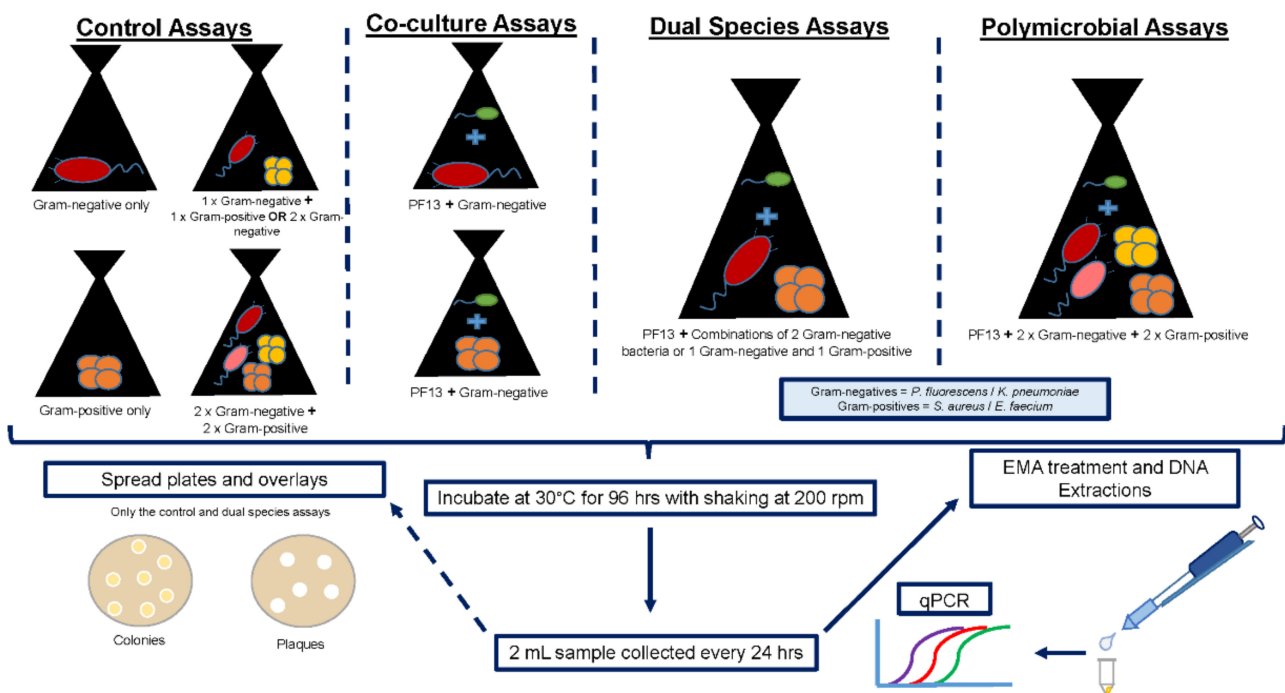 Control Assays
Gram-negative only
1 x Gram-negative +
1 x Gram-positive OR 2 x Gram-
negative
Gram-positive only
2 x Gram-negative +
2 x Gram-positive
Co-culture Assays
PF13 + Gram-negative
PF13 + Gram-negative
Dual Species Assays
PF13 + Combinations of 2 Gram-negative
bacteria or 1 Gram-negative and 1 Gram-positive
Polymicrobial Assays
PF13 + 2 x Gram-negative + 2 x Gram-positive
Gram-negatives = P. fluorescens / K. pneumoniae
Gram-positives = S. aureus / E. faecium
Spread plates and overlays
Only the control and dual species assays
Colonies
Plaques
Incubate at 30°C for 96 hrs with shaking at 200 rpm
2 mL sample collected every 24 hrs
EMA treatment and DNA
Extractions
qPCR